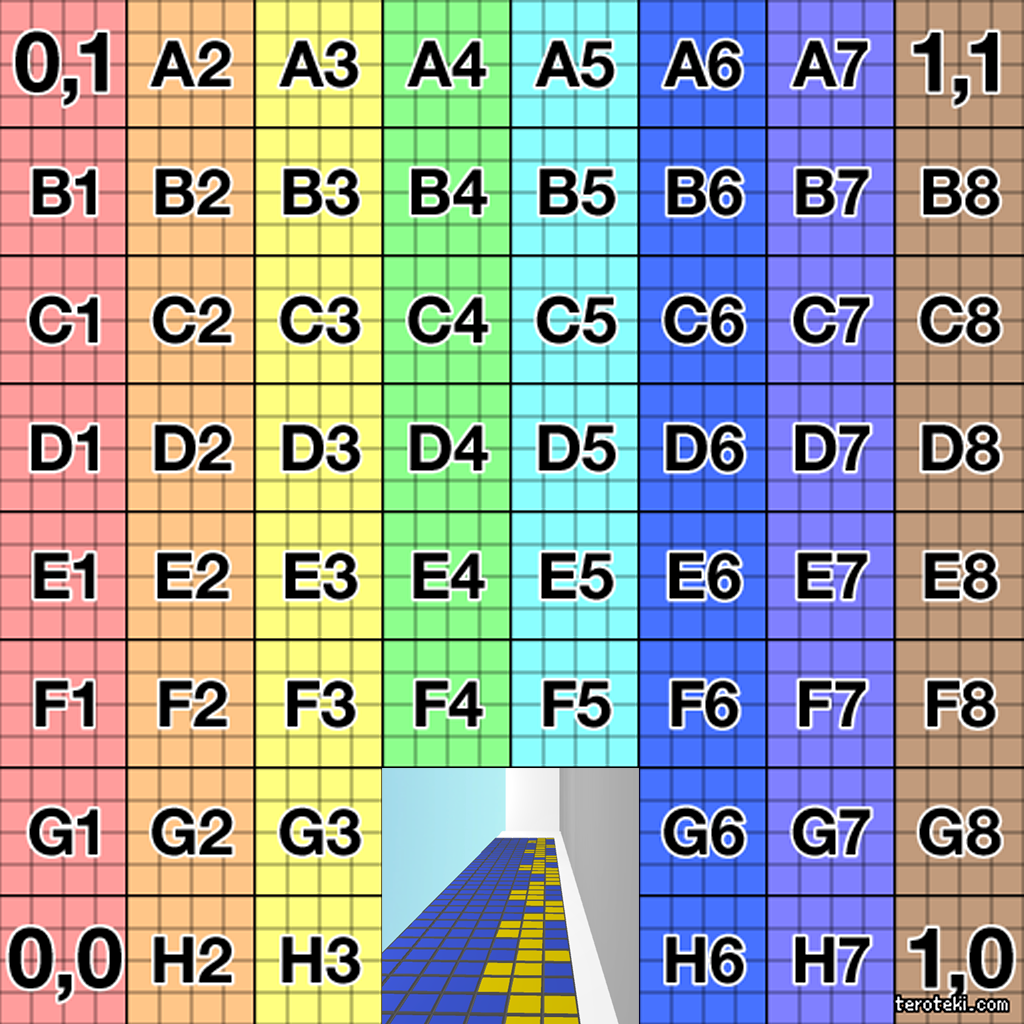 0,1 A2 A3 A4 A5 A6 A7 1,1
B1 B2 B3 B4 B5 B6 B7 B8
C1 C2 C3 C4 C5 C6 C7 C8
D1 D2 D3 D4 D5 D6 D7 D8
E1 E2 E3 E4 E5 E6 E7 E8
F1 F2 F3 F4 F5 F6 F7 F8
G1 G2 G3 G6 G7 G8
0,0 H2 H3 H6 H7 1,0
teroteki.com